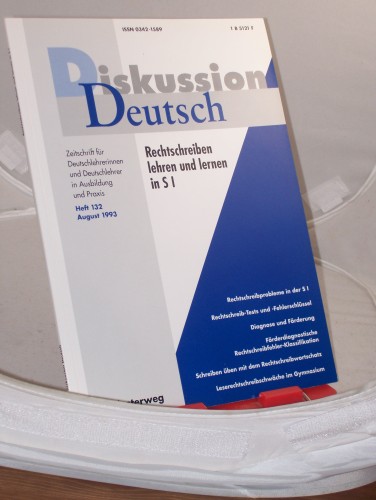 ISSN 0342-1589 1 B 5121 F
Diskussion
Deutsch
Zeitschrift für
Deutschlehrerinnen
und Deutschlehrer
in Ausbildung
und Praxis
Heft 132
August 1993
Rechtschreiben
lehren und lernen
in S I
Rechtschreibprobleme in der S I
Rechtschreib-Tests und -Fehlerschlüssel
Diagnose und Förderung
Förderdiagnostische
Rechtschreibfehler-Klassifikation
Schreiben üben mit dem Rechtschreibwortschatz
Leserechtschreibschwäche im Gymnasium
terweg